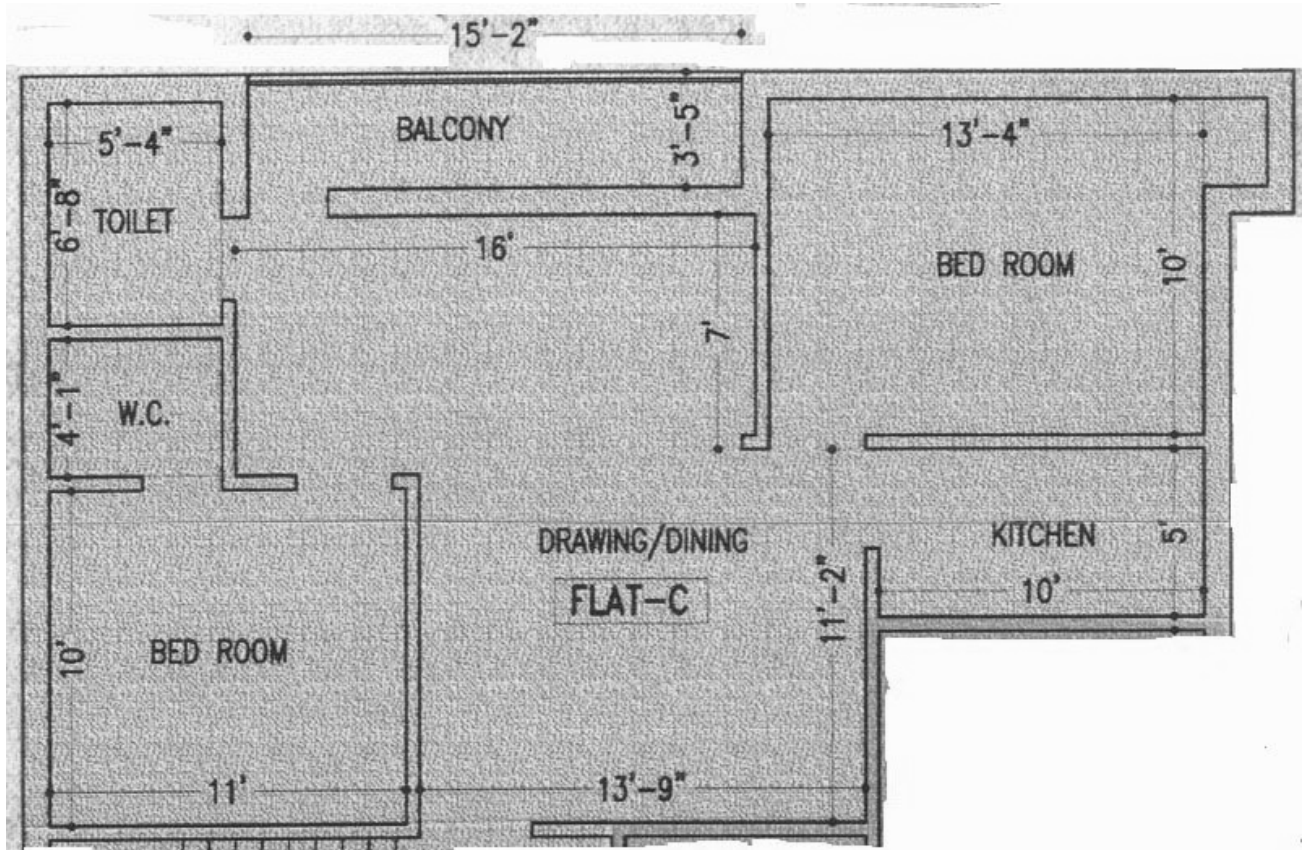 15'-2"
BALCONY
3'-5"
5'-4"
13'-4"
6'-8"
TOILET
16'
BED ROOM
10'
7'
4'-1"
W.C.
DRAWING/DINING
KITCHEN
5'
FLAT-C
11'-2"
10'
BED ROOM
10'
11'
13'-9"